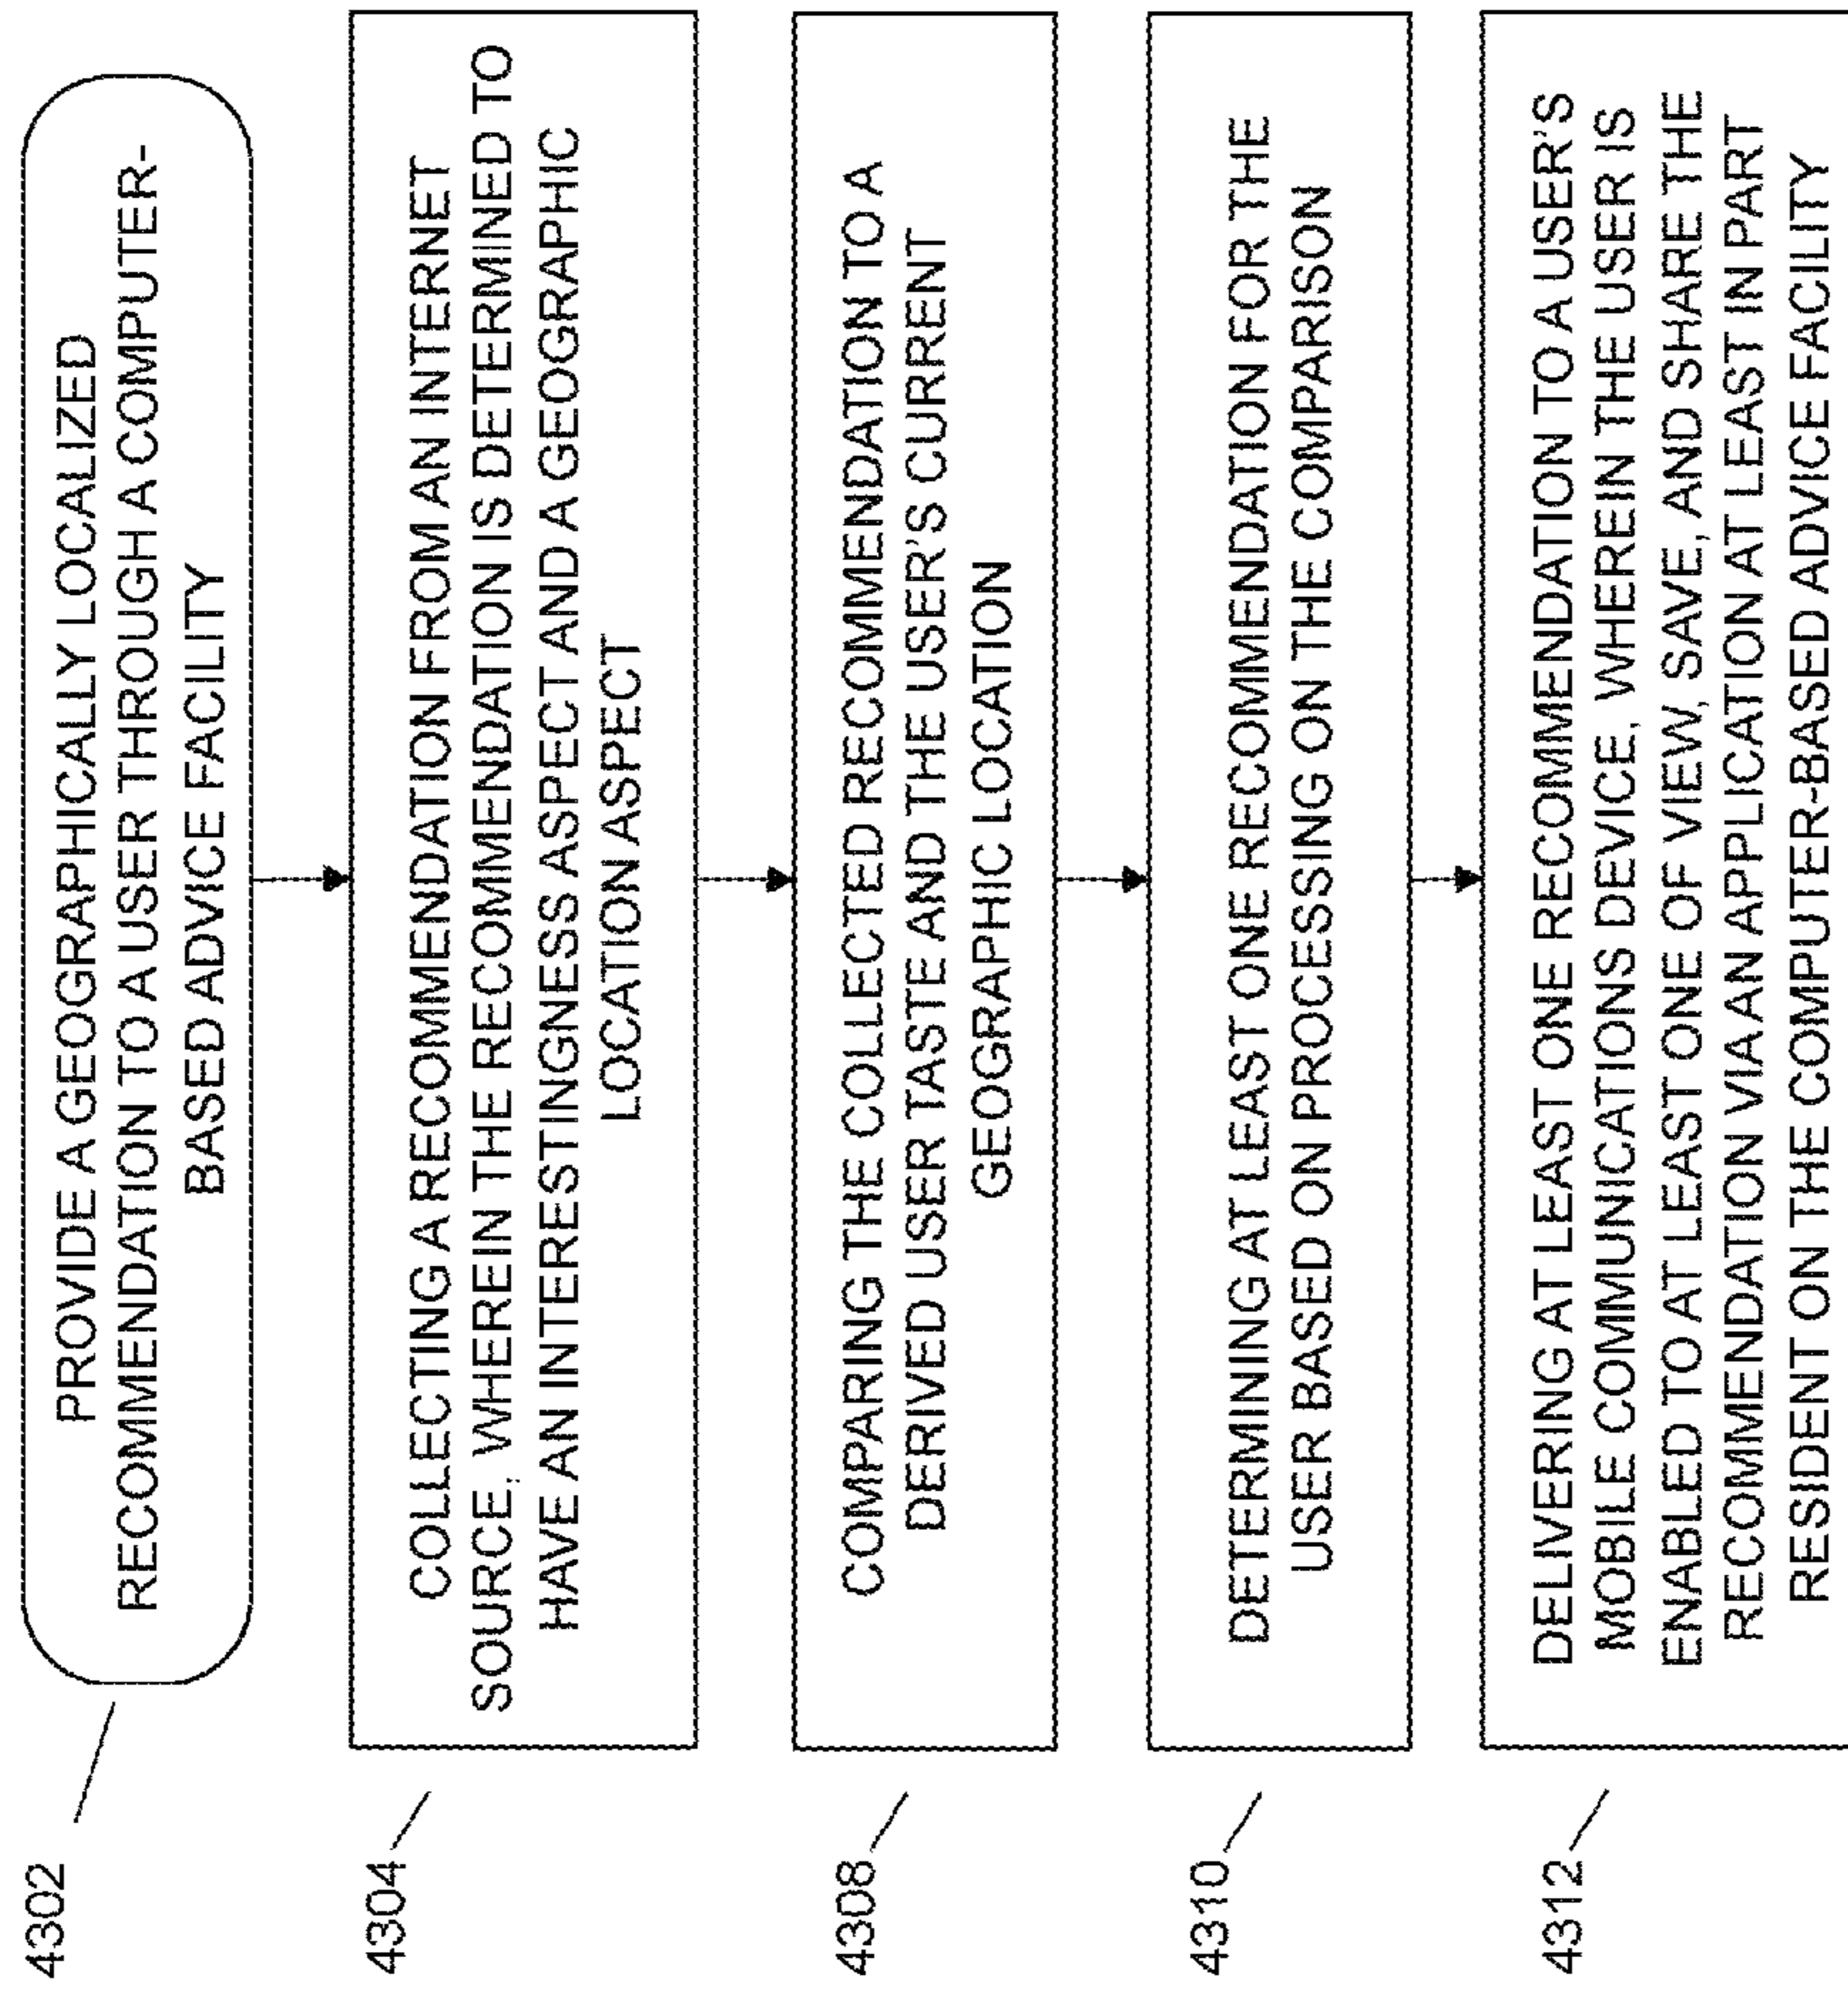 4302
PROVIDE A GEOGRAPHICALLY LOCALIZED
RECOMMENDATION TO A USER THROUGH A COMPUTER-
BASED ADVICE FACILITY
4304
COLLECTING A RECOMMENDATION FROM AN INTERNET
SOURCE, WHEREIN THE RECOMMENDATION IS DETERMINED TO
HAVE AN INTERESTINGNESS ASPECT AND A GEOGRAPHIC
LOCATION ASPECT
4308
COMPARING THE COLLECTED RECOMMENDATION TO A
DERIVED USER TASTE AND THE USER'S CURRENT
GEOGRAPHIC LOCATION
4310
DETERMINING AT LEAST ONE RECOMMENDATION FOR THE
USER BASED ON PROCESSING ON THE COMPARISON
4312
DELIVERING AT LEAST ONE RECOMMENDATION TO A USER'S
MOBILE COMMUNICATIONS DEVICE, WHEREIN THE USER IS
ENABLED TO AT LEAST ONE OF VIEW, SAVE, AND SHARE THE
RECOMMENDATION VIA AN APPLICATION AT LEAST IN PART
RESIDENT ON THE COMPUTER-BASED ADVICE FACILITY